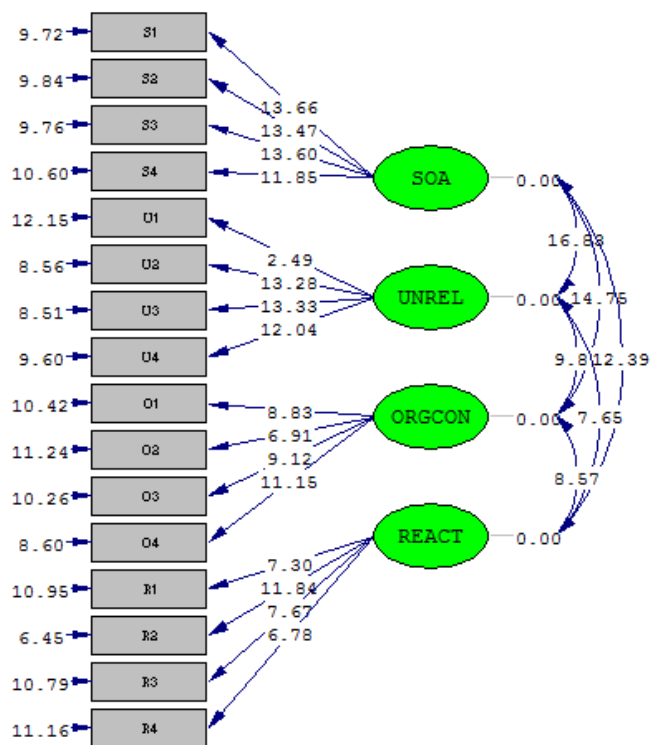 9.72 S1
9.84 S2
13.66
9.76 S3
13.47
13.60
10.60 S4
11.85
SOA 0.00
12.15 U1
16.83
8.56 U2
2.49
13.28
UNREL 0.00 14.75
8.51 U3
13.33
12.04
9.60 U4
9.8 12.39
10.42 O1
8.83
ORGCON 0.00 7.65
11.24 O2
6.91
9.12
11.15
10.26 O3
8.57
8.60 O4
REACT 0.00
7.30
10.95 R1
11.84
7.67
6.78
6.45 R2
10.79 R3
11.16 R4